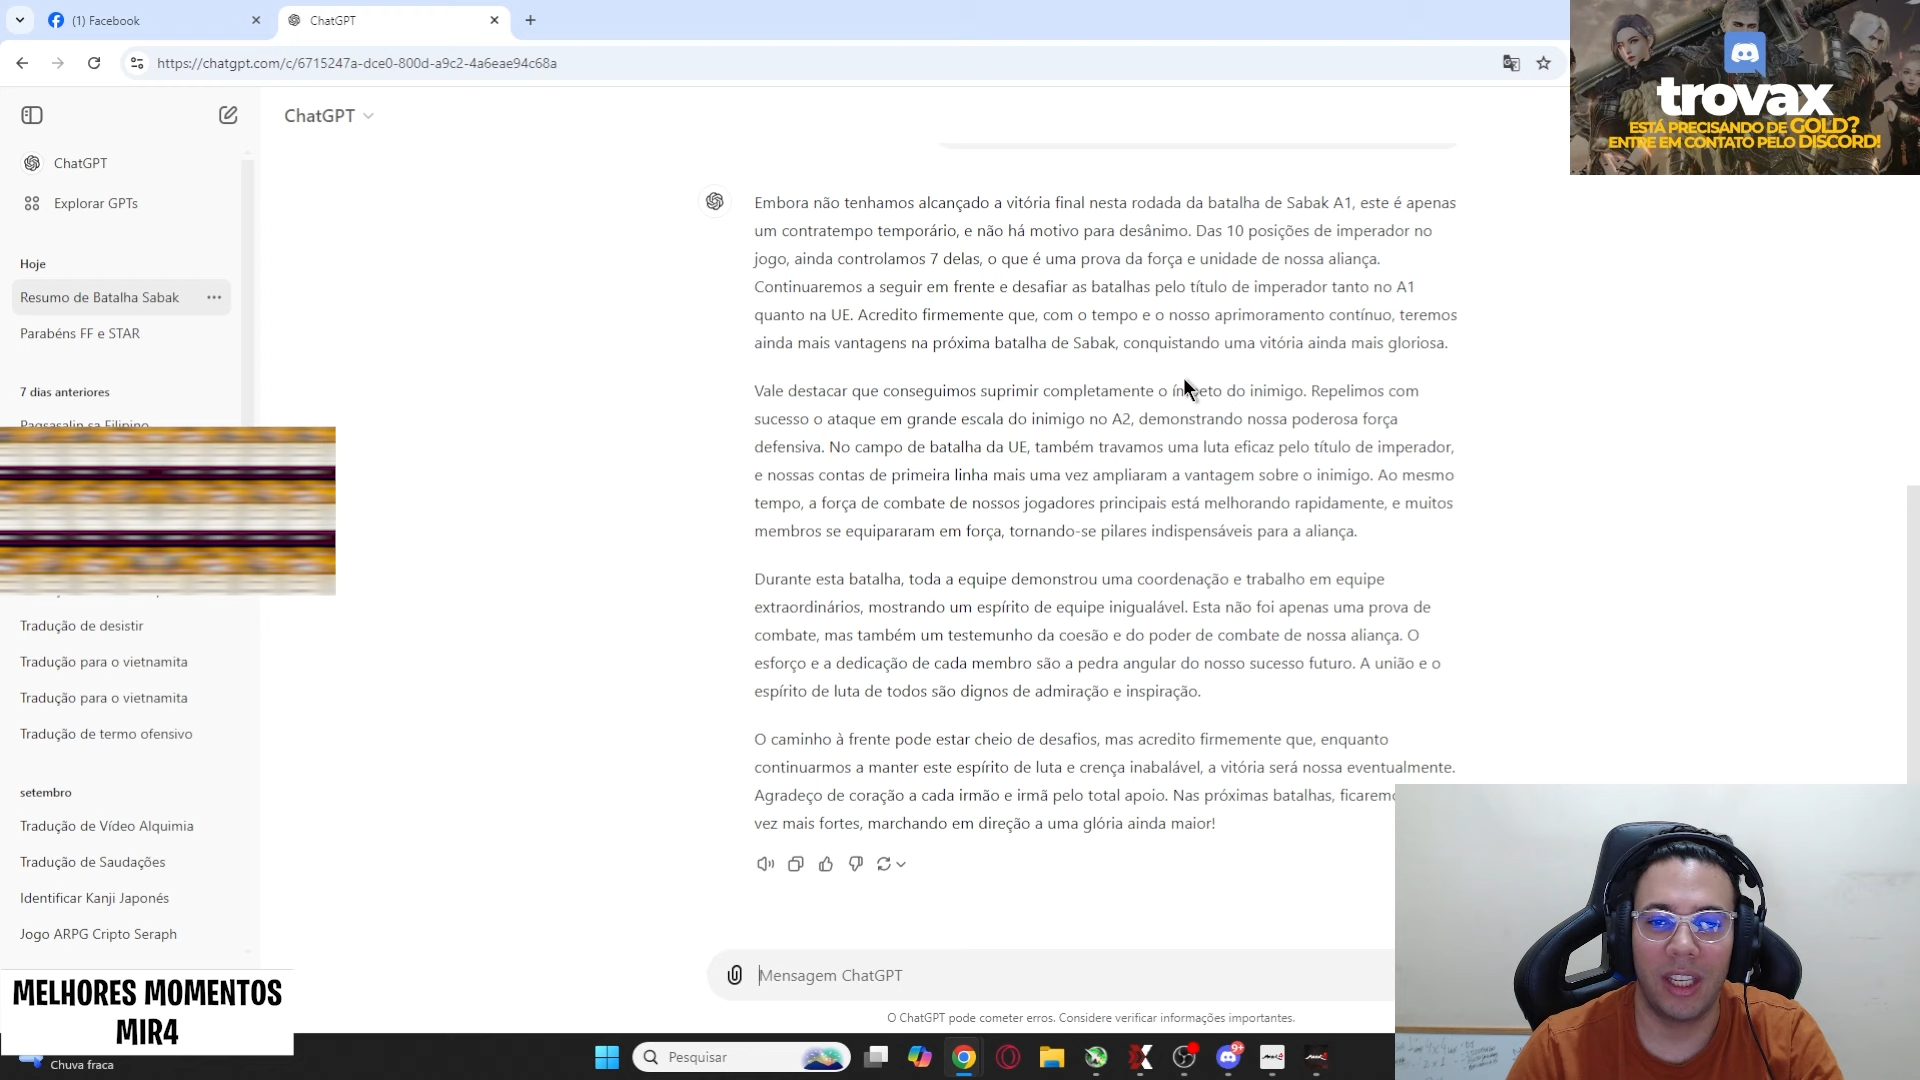 (1) Facebook
ChatGPT
https://chatgpt.com/c/6715247a-dce0-800d-a9c2-4a6eae94c68a
trovax
ESTÁ PRECISANDO DE GOLD?
ENTRE EM CONTATO PELO DISCORD!
ChatGPT
ChatGPT
Explorar GPTs
Hoje
Resumo de Batalha Sabak
Parabéns FF e STAR
7 dias anteriores
Pagsasalin sa Filipino
Tradução de desistir
Tradução para o vietnamita
Tradução para o vietnamita
Tradução de termo ofensivo
setembro
Tradução de Vídeo Alquimia
Tradução de Saudações
Identificar Kanji Japonés
Jogo ARPG Cripto Seraph
Embora não tenhamos alcançado a vitória final nesta rodada da batalha de Sabak A1, este é apenas
um contratempo temporário, e não há motivo para desânimo. Das 10 posições de imperador no
jogo, ainda controlamos 7 delas, o que é uma prova da força e unidade de nossa aliança.
Continuaremos a seguir em frente e desafiar as batalhas pelo título de imperador tanto no A1
quanto na UE. Acredito firmemente que, com o tempo e o nosso aprimoramento contínuo, teremos
ainda mais vantagens na próxima batalha de Sabak, conquistando uma vitória ainda mais gloriosa.
Vale destacar que conseguimos suprimir completamente o ímpeto do inimigo. Repelimos com
sucesso o ataque em grande escala do inimigo no A2, demonstrando nossa poderosa força
defensiva. No campo de batalha da UE, também travamos uma luta eficaz pelo título de imperador,
e nossas contas de primeira linha mais uma vez ampliaram a vantagem sobre o inimigo. Ao mesmo
tempo, a força de combate de nossos jogadores principais está melhorando rapidamente, e muitos
membros se equipararam em força, tornando-se pilares indispensáveis para a aliança.
Durante esta batalha, toda a equipe demonstrou uma coordenação e trabalho em equipe
extraordinários, mostrando um espírito de equipe inigualável. Esta não foi apenas uma prova de
combate, mas também um testemunho da coesão e do poder de combate de nossa aliança. O
esforço e a dedicação de cada membro são a pedra angular do nosso sucesso futuro. A união e o
espírito de luta de todos são dignos de admiração e inspiração.
O caminho à frente pode estar cheio de desafios, mas acredito firmemente que, enquanto
continuarmos a manter este espírito de luta e crença inabalável, a vitória será nossa eventualmente.
Agradeço de coração a cada irmão e irmã pelo total apoio. Nas próximas batalhas,
vez mais fortes, marchando em direção a uma glória ainda maior!
Mensagem ChatGPT
O ChatGPT pode cometer erros. Considere verificar informações importantes.
MELHORES MOMENTOS
MIR4
Chuva fraca
Pesquisar
9+